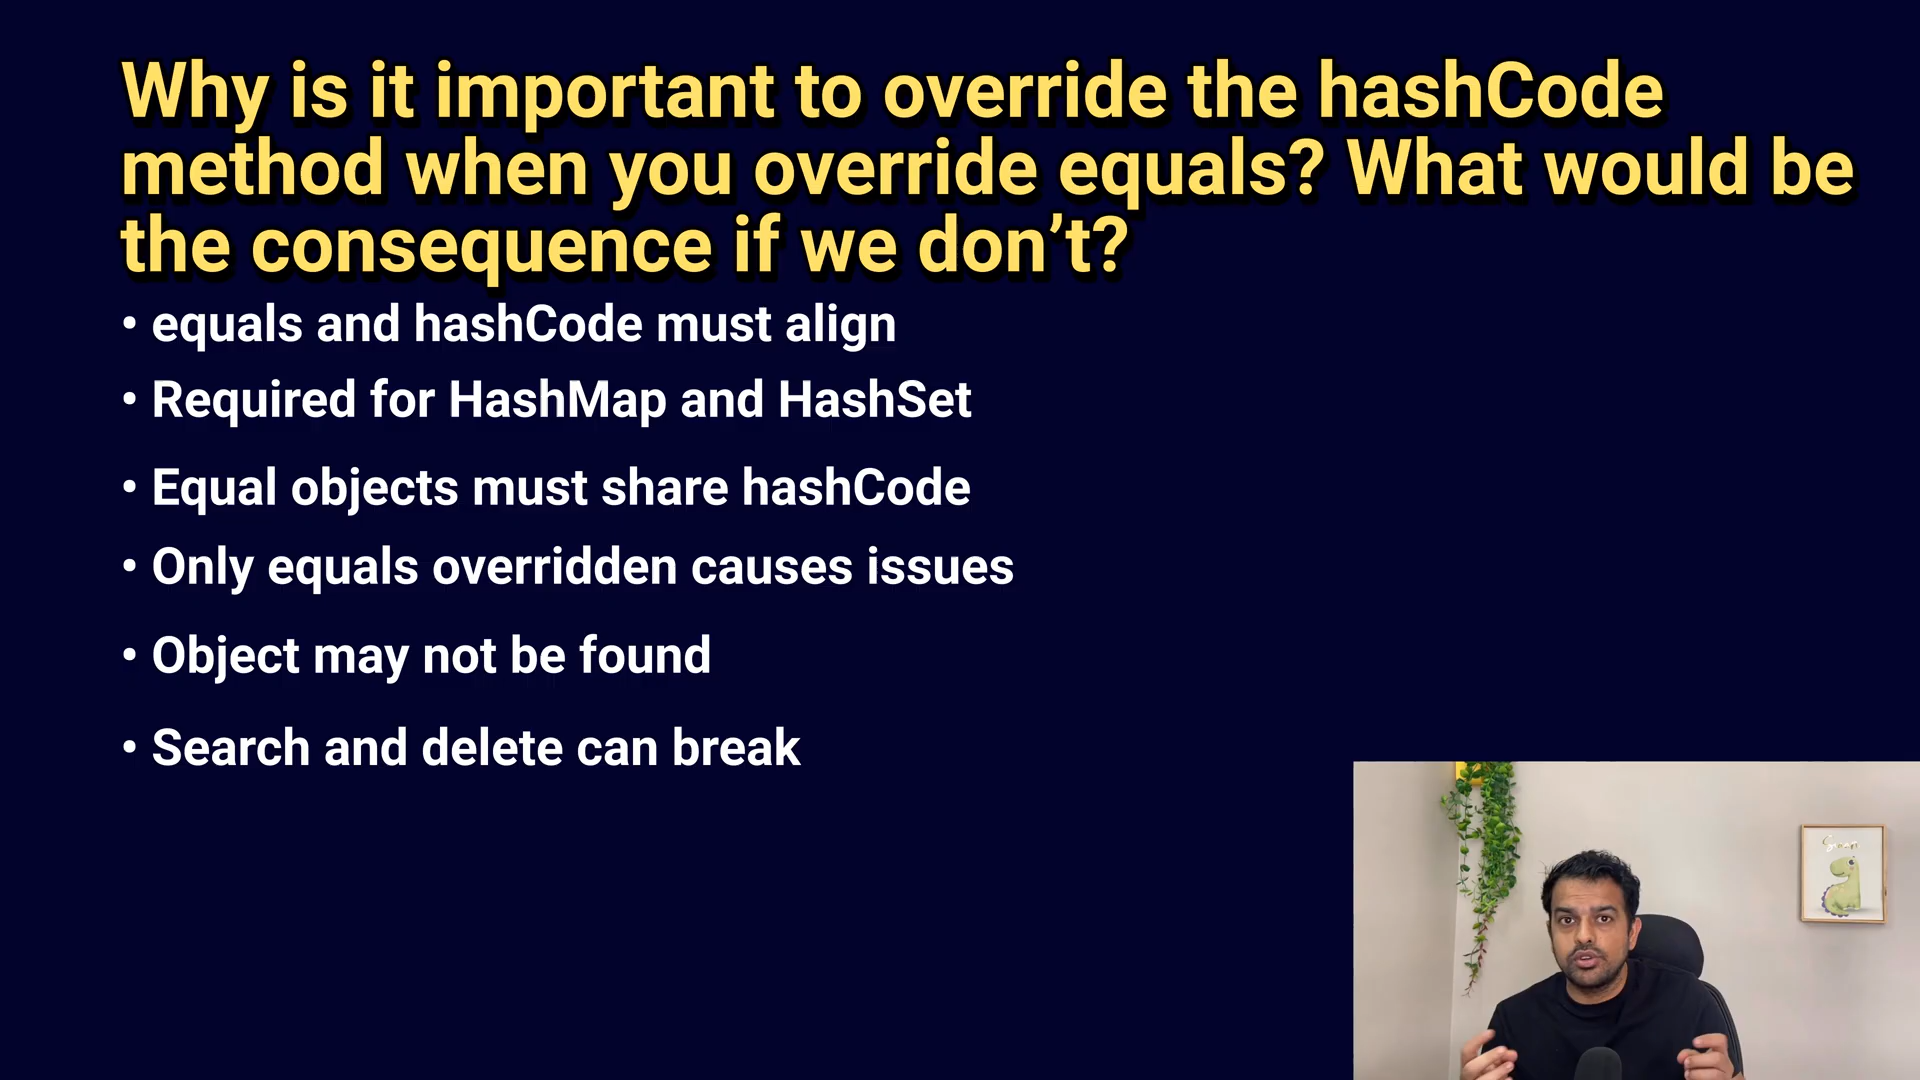 Why is it important to override the hashCode
method when you override equals? What would be
the consequence if we don’t?
• equals and hashCode must align
• Required for HashMap and HashSet
• Equal objects must share hashCode
• Only equals overridden causes issues
• Object may not be found
• Search and delete can break